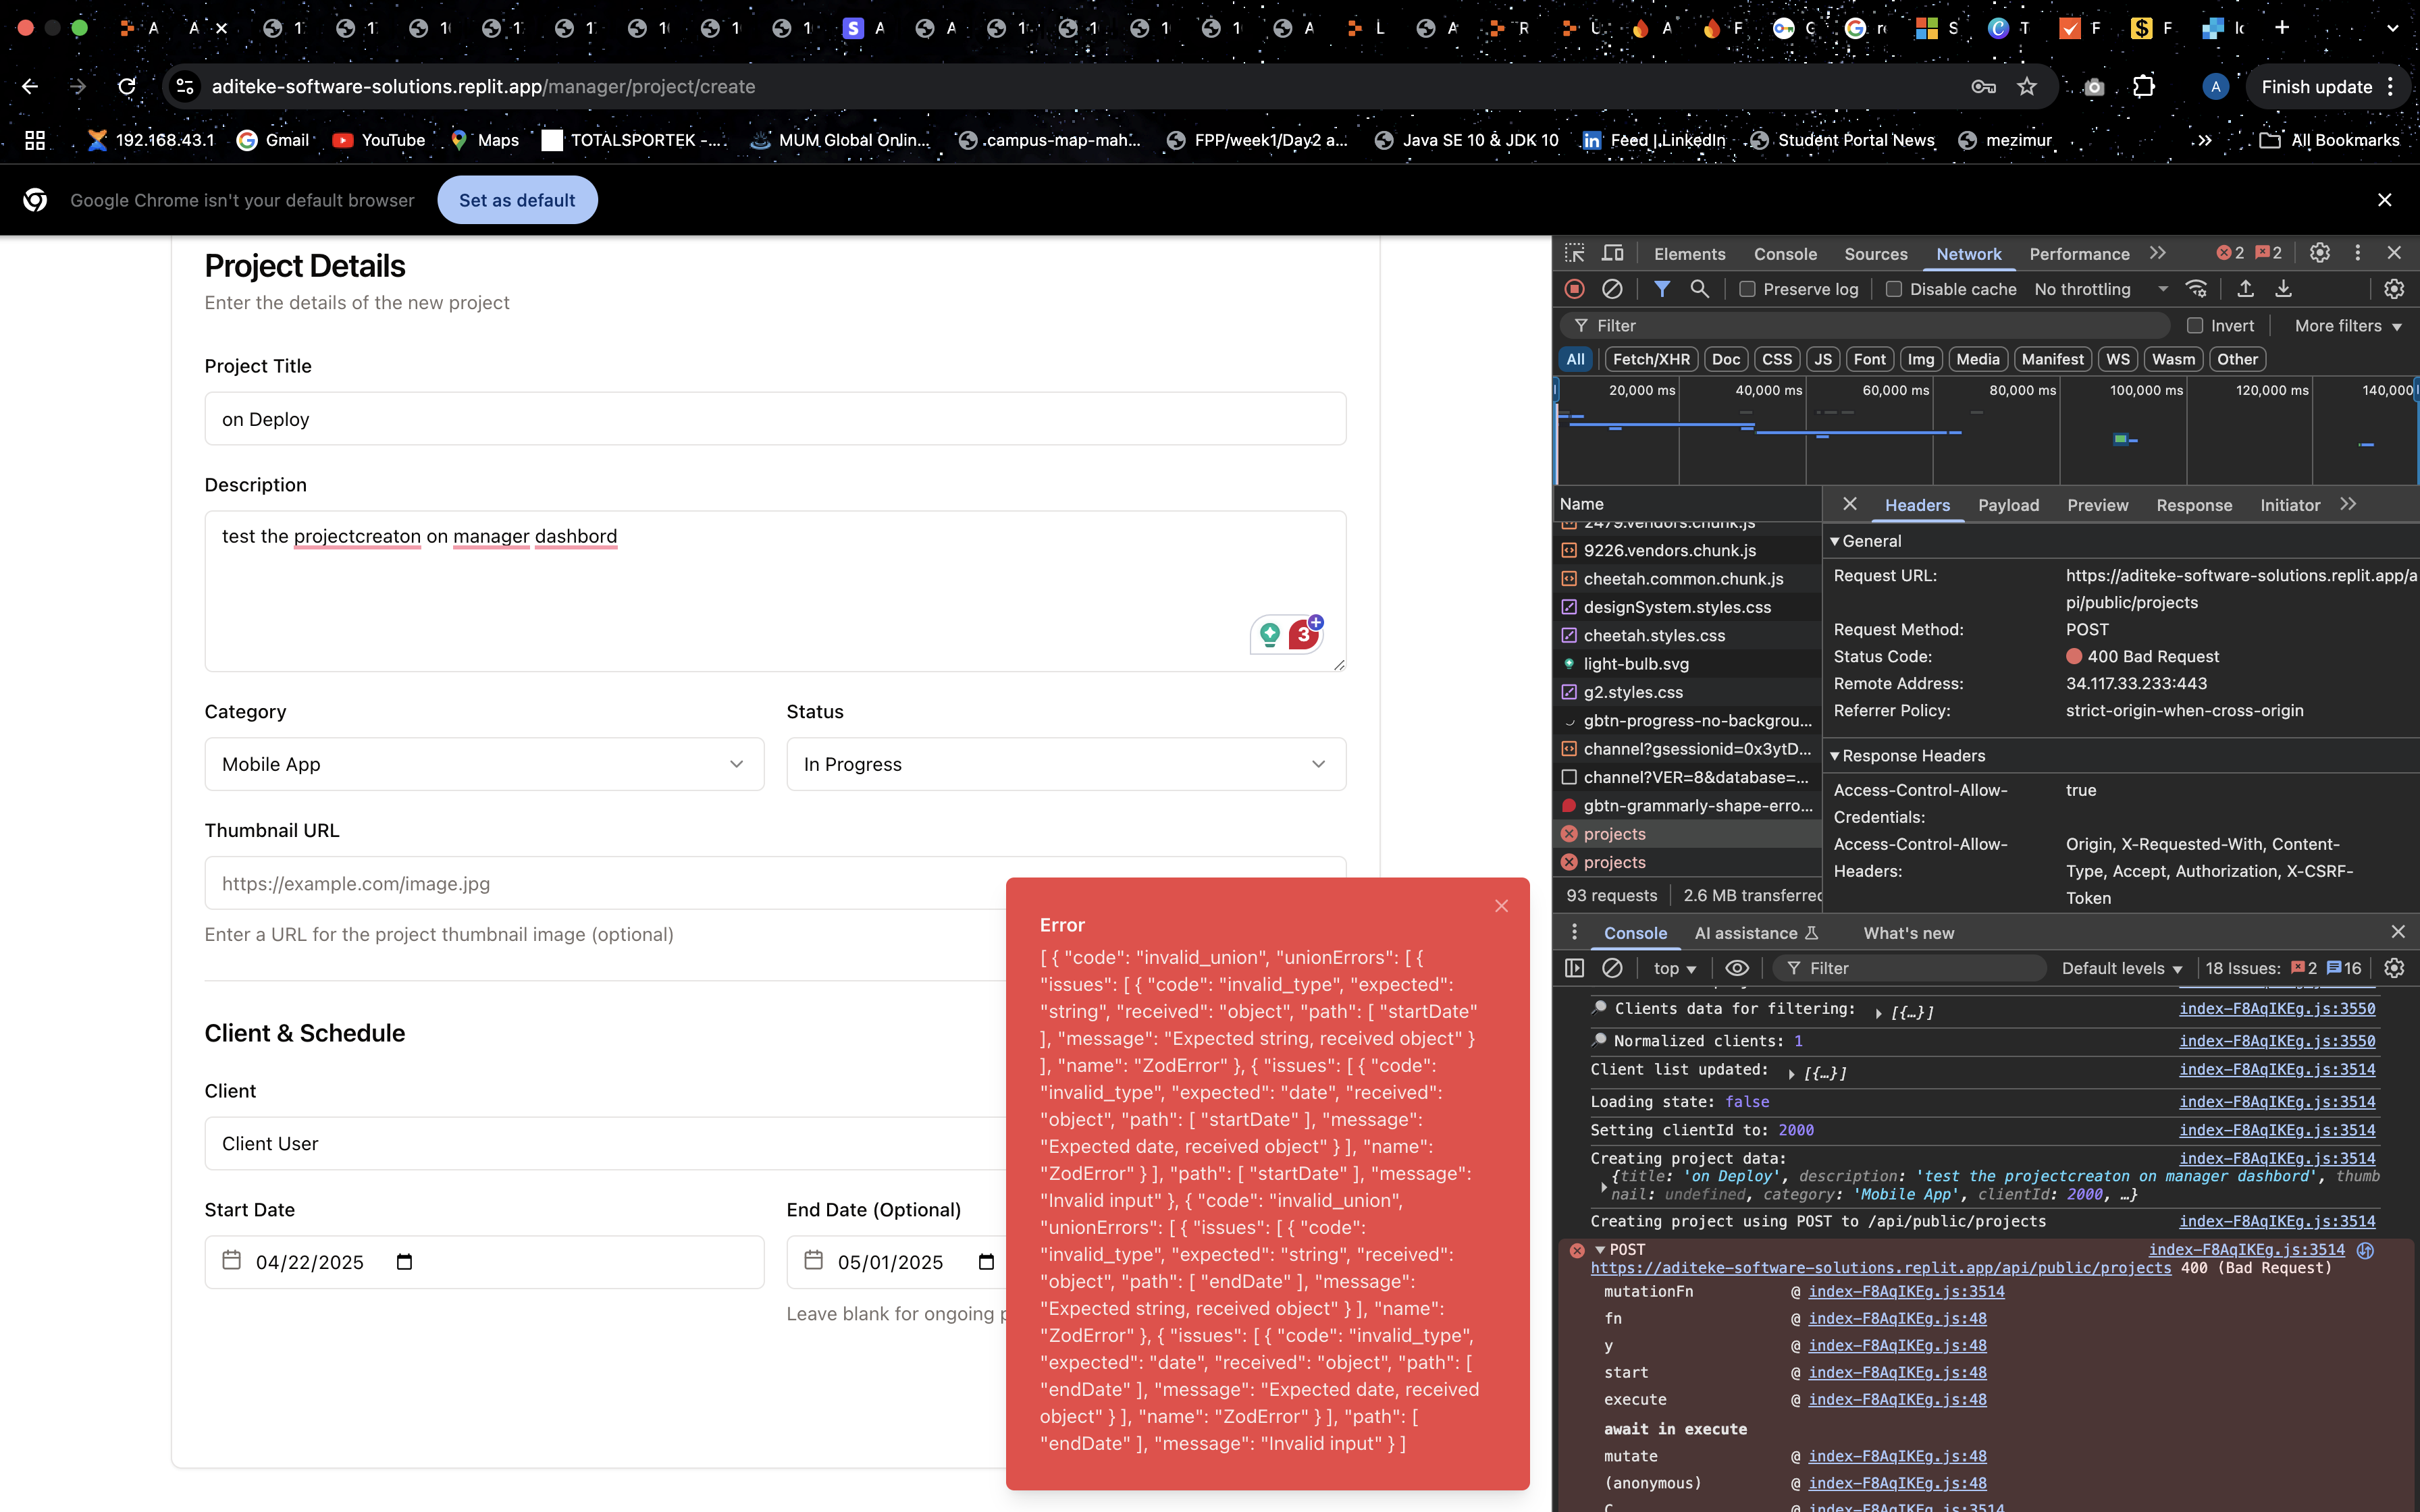 aditeke-software-solutions.replit.app/manager/project/create
Finish update
192.168.43.1
Gmail
YouTube
Maps
TOTALSPORTEK -....
MUM Global Onlin...
.campus-map-mah...
FPP/week1/Day2 a...
Java SE 10 & JDK 10
Feed | LinkedIn
Student Portal News
mezimur
All Bookmarks
Google Chrome isn't your default browser
Set as default
Project Details
Enter the details of the new project
Project Title
on Deploy
Description
test the projectcreaton on manager dashbord
3
Category
Status
Mobile App
In Progress
Thumbnail URL
https://example.com/image.jpg
Enter a URL for the project thumbnail image (optional)
Client & Schedule
Client
Client User
Start Date
End Date (Optional)
04/22/2025
05/01/2025
Leave blank for ongoing p
Error
[ { "code": "invalid_union", "unionErrors": [ {
"issues": [ { "code": "invalid_type", "expected":
"string", "received": "object", "path": [ "startDate"
], "message": "Expected string, received object" }
], "name": "ZodError" }, { "issues": [ { "code":
"invalid_type", "expected": "date", "received":
"object", "path": [ "startDate" ], "message":
"Expected date, received object" } ], "name":
"ZodError" } ], "path": [ "startDate" ], "message":
"Invalid input" }, { "code": "invalid_union",
"unionErrors": [ { "issues": [ { "code":
"invalid_type", "expected": "string", "received":
"object", "path": [ "endDate" ], "message":
"Expected string, received object" } ], "name":
"ZodError" }, { "issues": [ { "code": "invalid_type",
"expected": "date", "received": "object", "path": [
"endDate" ], "message": "Expected date, received
object" } ], "name": "ZodError" } ], "path": [
"endDate" ], "message": "Invalid input" } ]
Elements
Console
Sources
Network
Performance
2
2
Preserve log
Disable cache
No throttling
Filter
Invert
More filters
All
Fetch/XHR
Doc
CSS
JS
Font
Img
Media
Manifest
WS
Wasm
Other
20,000 ms
40,000 ms
60,000 ms
80,000 ms
100,000 ms
120,000 ms
140,000
Name
2479.vendors.chunk.js
9226.vendors.chunk.js
cheetah.common.chunk.js
designSystem.styles.css
cheetah.styles.css
light-bulb.svg
g2.styles.css
gbtn-progress-no-backgrou...
channel?gsessionid=0x3ytD...
channel?VER=8&database=...
gbtn-grammarly-shape-erro...
projects
projects
93 requests
2.6 MB transferred
Headers
Payload
Preview
Response
Initiator
General
Request URL:
https://aditeke-software-solutions.replit.app/a
pi/public/projects
Request Method:
POST
Status Code:
400 Bad Request
Remote Address:
34.117.33.233:443
Referrer Policy:
strict-origin-when-cross-origin
Response Headers
Access-Control-Allow-
Credentials:
true
Access-Control-Allow-
Headers:
Origin, X-Requested-With, Content-
Type, Accept, Authorization, X-CSRF-
Token
Console
AI assistance
What's new
top
Filter
Default levels
18 Issues:
2
16
Clients data for filtering: [{…}]
index-F8AqIKEg.js:3550
Normalized clients: 1
index-F8AqIKEg.js:3550
Client list updated: [{…}]
index-F8AqIKEg.js:3514
Loading state: false
index-F8AqIKEg.js:3514
Setting clientId to: 2000
index-F8AqIKEg.js:3514
Creating project data:
index-F8AqIKEg.js:3514
{title: 'on Deploy', description: 'test the projectcreaton on manager dashbord', thumb
nail: undefined, category: 'Mobile App', clientId: 2000, …}
Creating project using POST to /api/public/projects
index-F8AqIKEg.js:3514
POST
index-F8AqIKEg.js:3514
https://aditeke-software-solutions.replit.app/api/public/projects 400 (Bad Request)
mutationFn @ index-F8AqIKEg.js:3514
fn @ index-F8AqIKEg.js:48
y @ index-F8AqIKEg.js:48
start @ index-F8AqIKEg.js:48
execute @ index-F8AqIKEg.js:48
await in execute
mutate @ index-F8AqIKEg.js:48
(anonymous) @ index-F8AqIKEg.js:48
C @ index-F8AqIKEg.js:3514